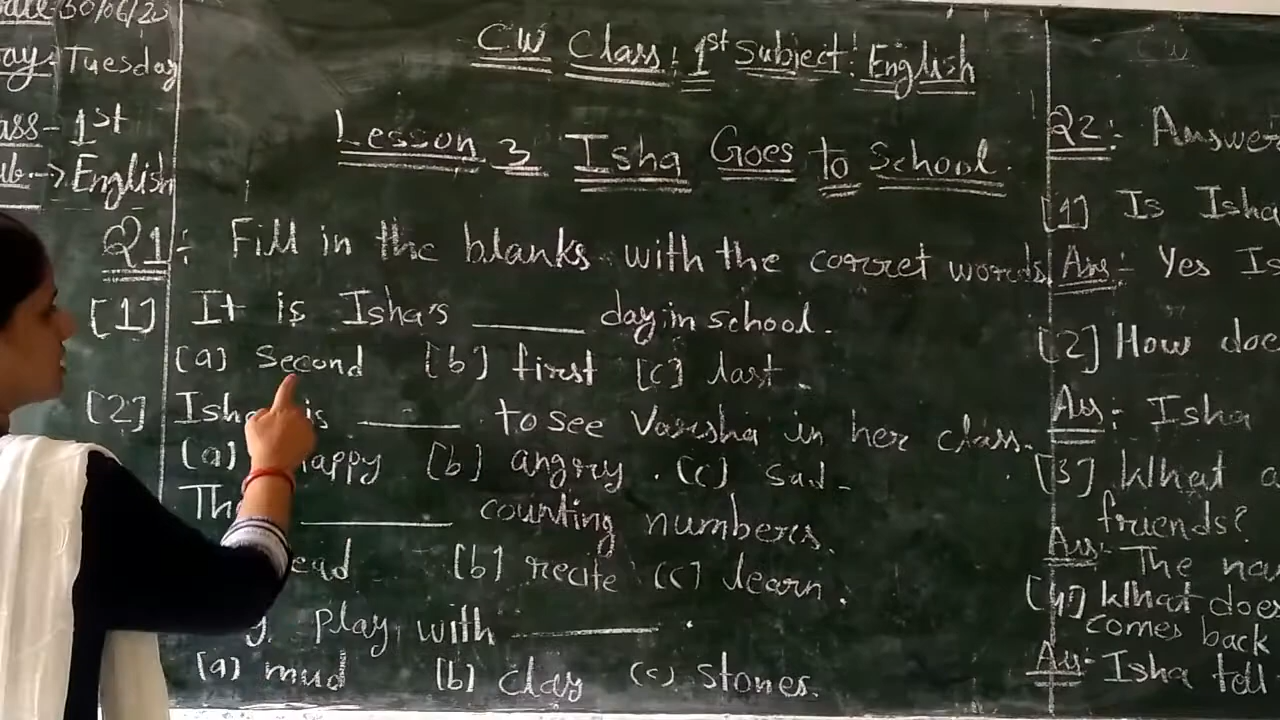 30/06/20
Tuesday
1st
English
CW Class: 1st Subject: English
Lesson 3 Isha Goes to School.
Q1: Fill in the blanks with the correct words
[1] It is Isha's ______ day in school.
[a] Second [b] first [c] last.
[2] Isha is ______ to see Varsha in her class.
(a) happy [b] angry. (c) sad-
______ counting numbers.
[b] recite (c) learn.
play with ______.
(a) mud (b) clay (c) stones.
CW
Q2: Answer
[1] Is Isha
Ans:- Yes Is
[2] How doe
Ans: Isha
[3] What a
friends?
Ans:- The na
[4] What does
comes back
Ans:- Isha tell